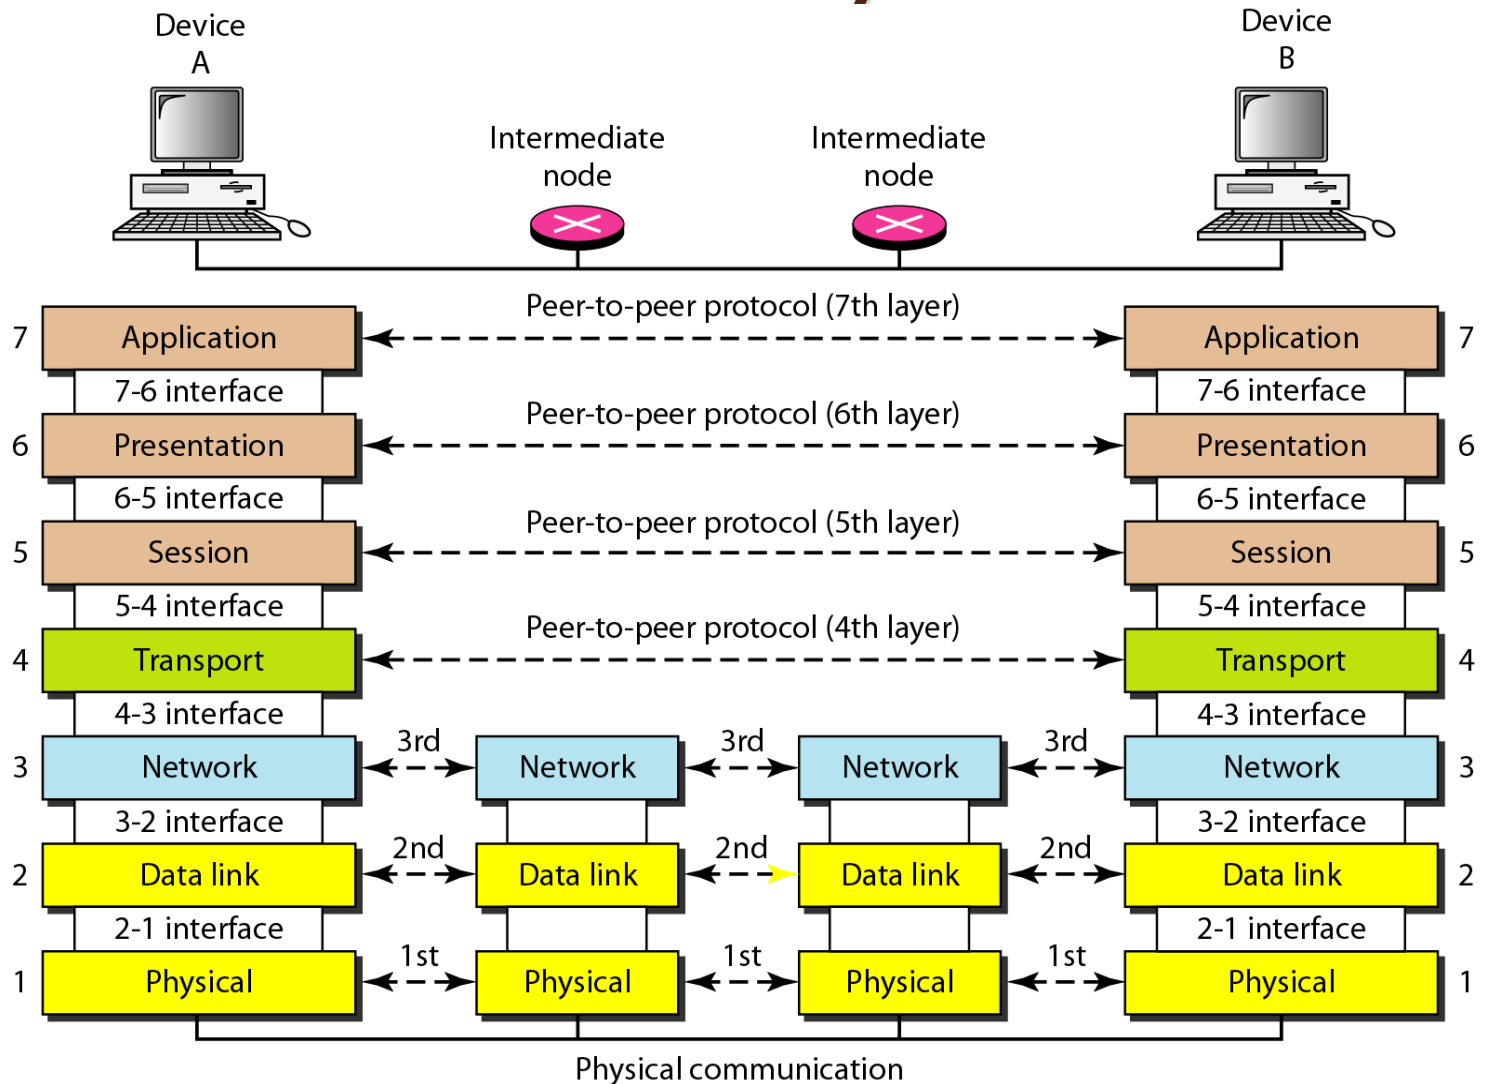 Device
A
Device
B
Intermediate
node
Intermediate
node
Peer-to-peer protocol (7th layer)
7 Application Application 7
7-6 interface 7-6 interface
Peer-to-peer protocol (6th layer)
6 Presentation Presentation 6
6-5 interface 6-5 interface
Peer-to-peer protocol (5th layer)
5 Session Session 5
5-4 interface 5-4 interface
Peer-to-peer protocol (4th layer)
4 Transport Transport 4
4-3 interface 4-3 interface
3rd 3rd 3rd
3 Network Network Network Network 3
3-2 interface 3-2 interface
2nd 2nd 2nd
2 Data link Data link Data link Data link 2
2-1 interface 2-1 interface
1st 1st 1st
1 Physical Physical Physical Physical 1
Physical communication